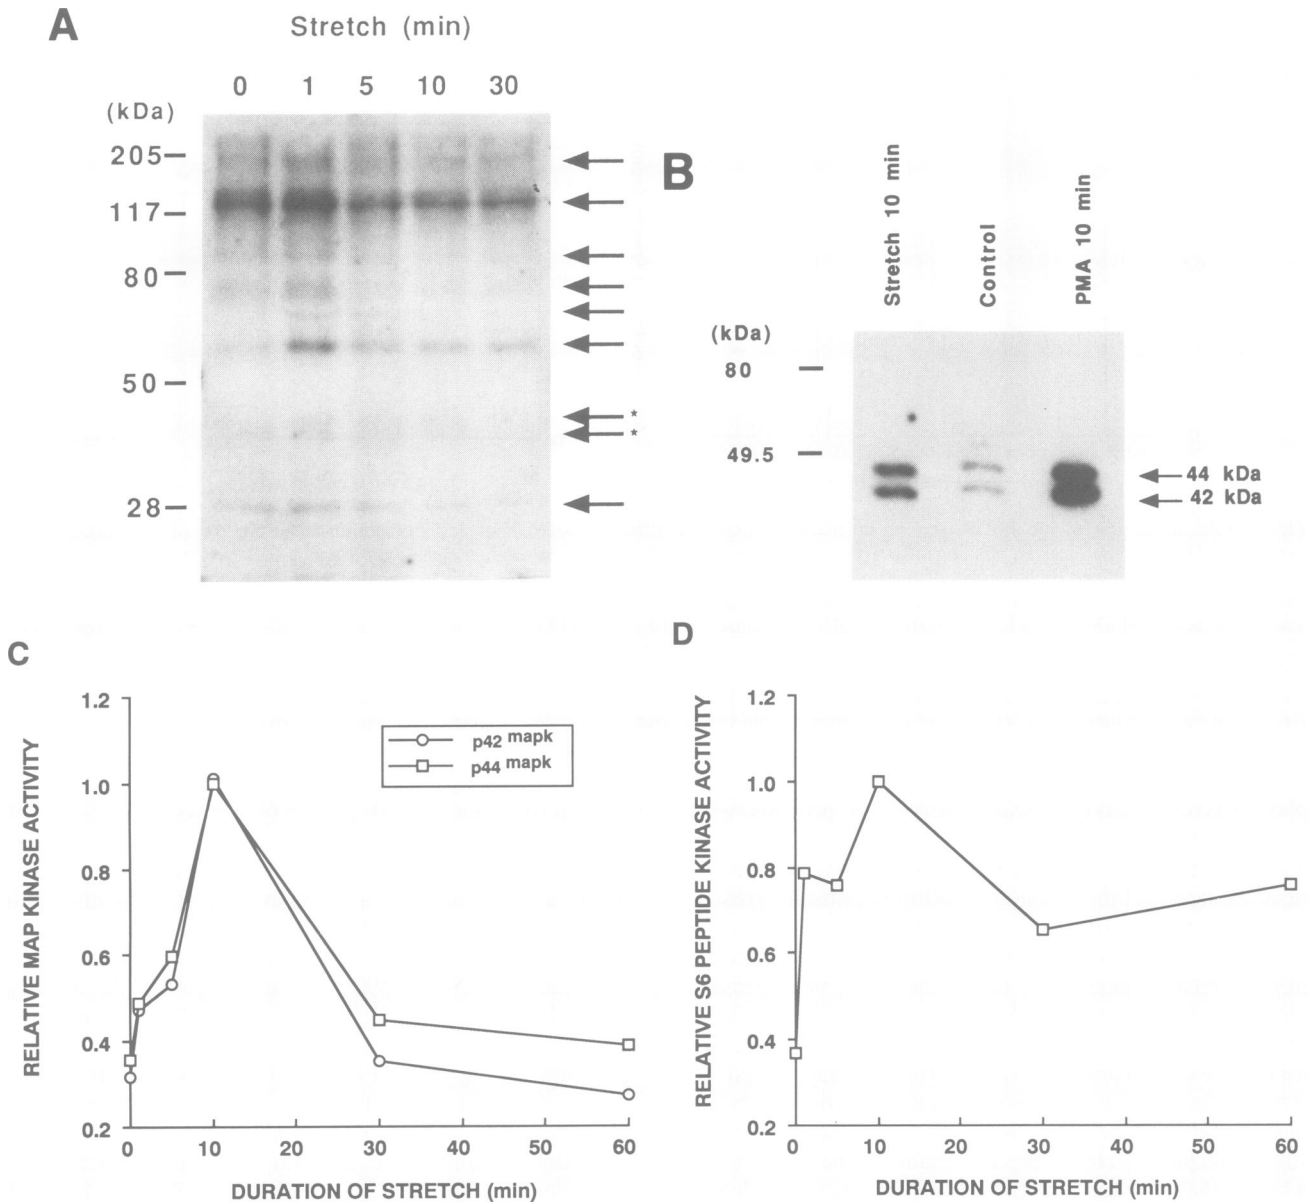 A
Stretch (min)
0 1 5 10 30
(kDa)
205
117
80
50
28
*
*
B
Stretch 10 min
Control
PMA 10 min
(kDa)
80
49.5
44 kDa
42 kDa
C
RELATIVE MAP KINASE ACTIVITY
1.2
1.0
0.8
0.6
0.4
0.2
p42 mapk
p44 mapk
0 10 20 30 40 50 60
DURATION OF STRETCH (min)
D
RELATIVE S6 PEPTIDE KINASE ACTIVITY
1.2
1.0
0.8
0.6
0.4
0.2
0 10 20 30 40 50 60
DURATION OF STRETCH (min)